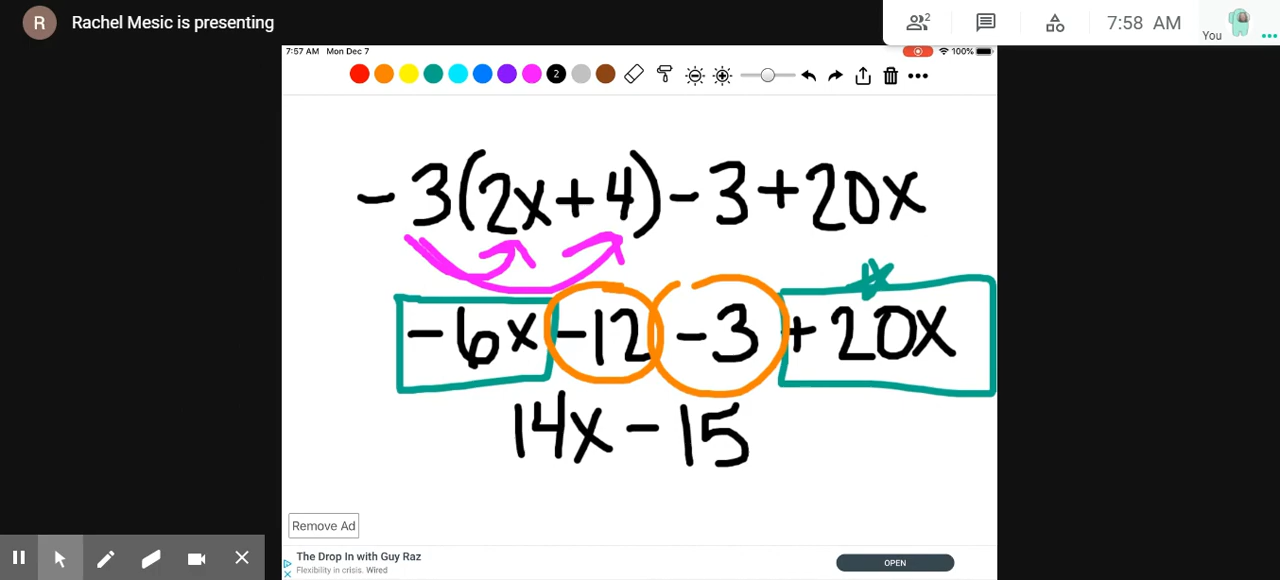 R Rachel Mesic is presenting
2
7:58 AM
You
7:57 AM Mon Dec 7
100%
2
-3(2x+4)-3+20x
-6x-12-3+20x
14x-15
Remove Ad
The Drop In with Guy Raz
Flexibility in crisis. Wired
OPEN